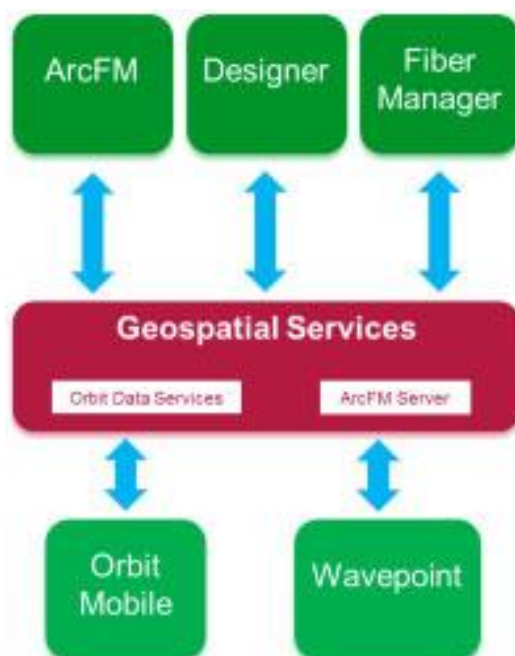 ArcFM
Designer
Fiber
Manager
Geospatial Services
Orbit Data Services
ArcFM Server
Orbit
Mobile
Wavepoint